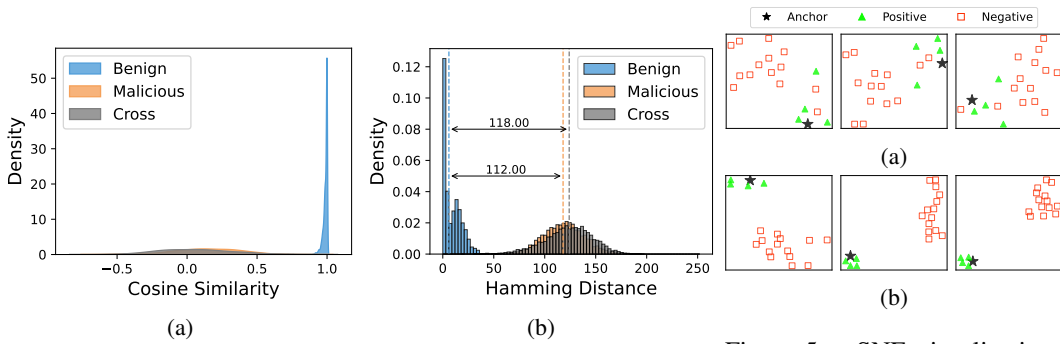 50
40
30
20
10
0
Density
Benign
Malicious
Cross
−0.5
0.0
0.5
1.0
Cosine Similarity
(a)
0.12
0.10
0.08
0.06
0.04
0.02
0.00
Density
Benign
Malicious
Cross
118.00
112.00
0
50
100
150
200
250
Hamming Distance
(b)
Anchor
Positive
Negative
(a)
(b)